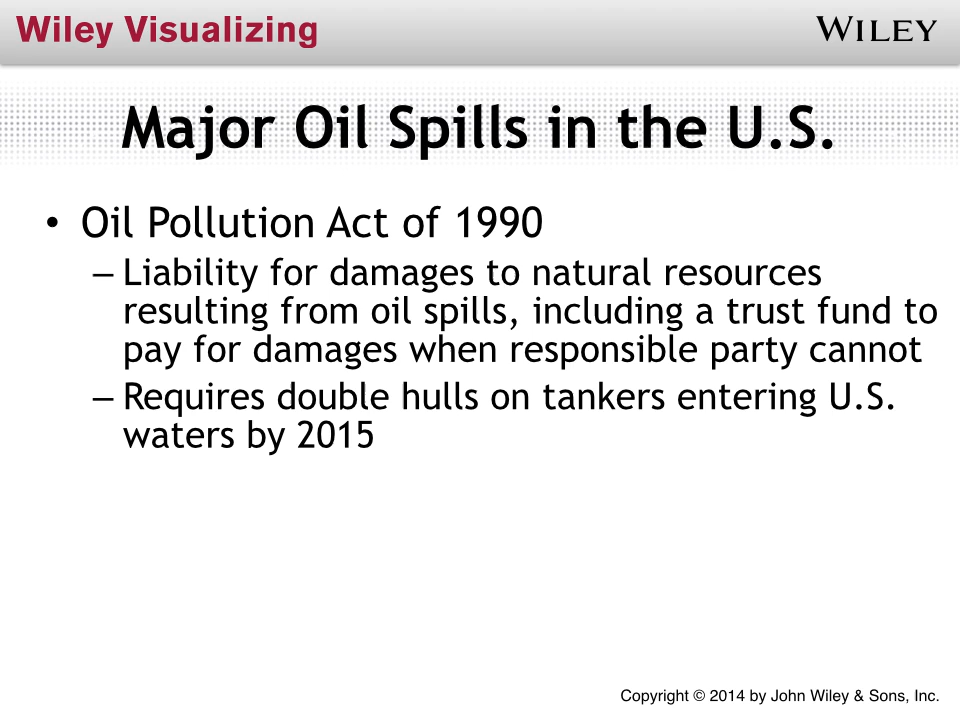 Wiley Visualizing
WILEY
Major Oil Spills in the U.S.
• Oil Pollution Act of 1990
– Liability for damages to natural resources
resulting from oil spills, including a trust fund to
pay for damages when responsible party cannot
– Requires double hulls on tankers entering U.S.
waters by 2015
Copyright © 2014 by John Wiley & Sons, Inc.